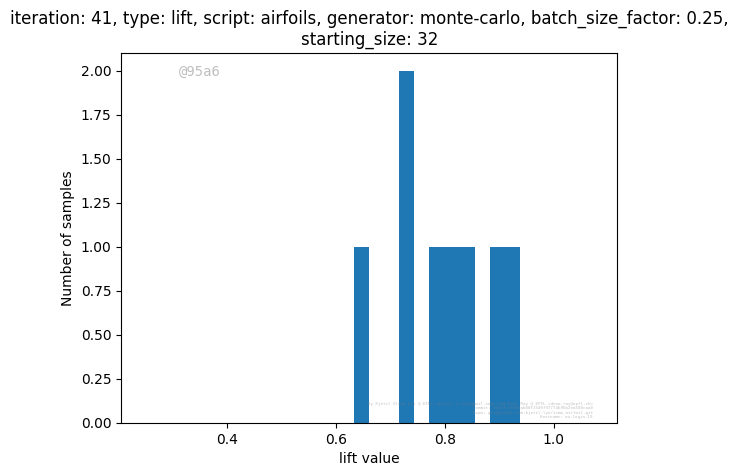 iteration: 41, type: lift, script: airfoils, generator: monte-carlo, batch_size_factor: 0.25,
starting_size: 32
@95a6
2.00
1.75
1.50
1.25
1.00
0.75
0.50
0.25
0.00
Number of samples
0.4 0.6 0.8 1.0
lift value